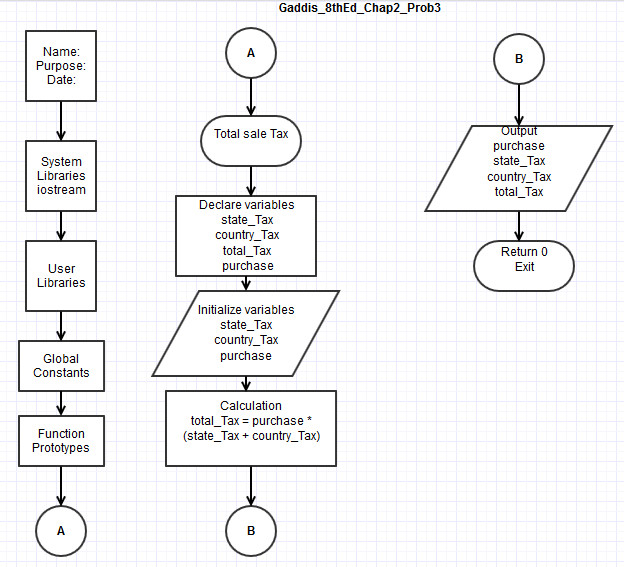 Gaddis_8thEd_Chap2_Prob3
Name:
Purpose:
Date:
System
Libraries
iostream
User
Libraries
Global
Constants
Function
Prototypes
A
A
Total sale Tax
Declare variables
state_Tax
country_Tax
total_Tax
purchase
Initialize variables
state_Tax
country_Tax
purchase
Calculation
total_Tax = purchase *
(state_Tax + country_Tax)
B
B
Output
purchase
state_Tax
country_Tax
total_Tax
Return 0
Exit